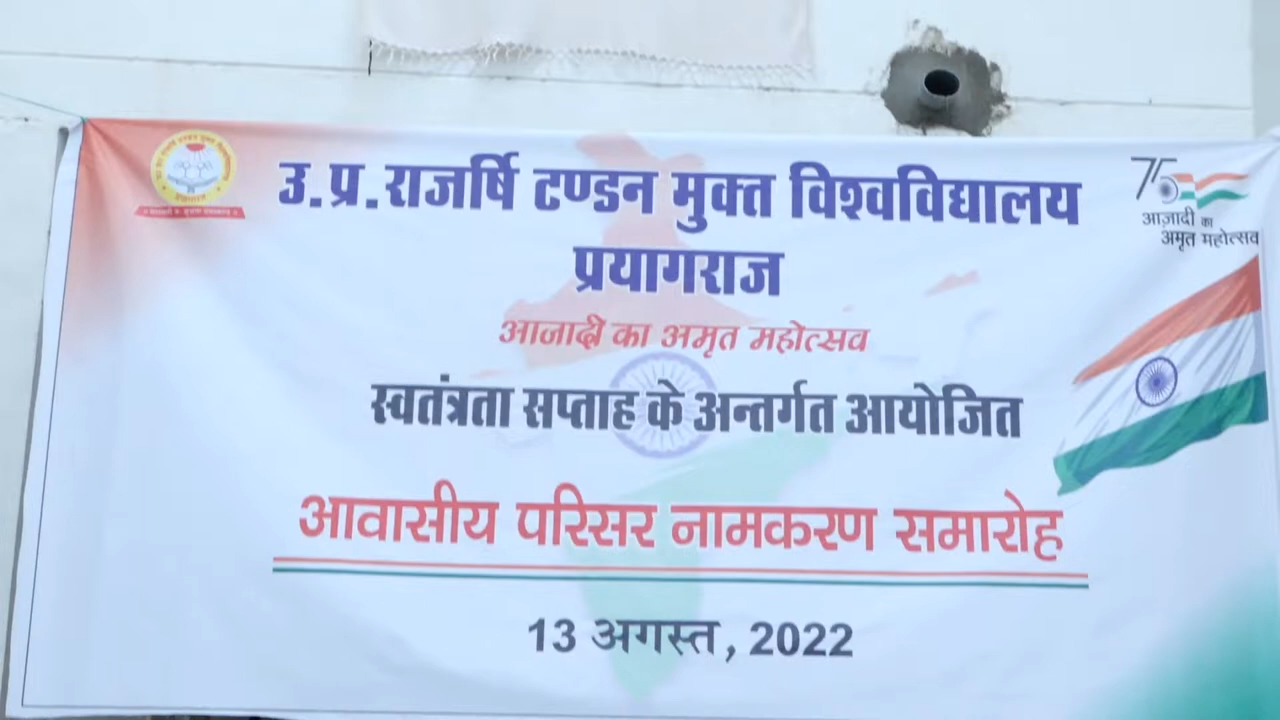 उ.प्र.राजर्षि टण्डन मुक्त विश्वविद्यालय
प्रयागराज
आजादी का अमृत महोत्सव
स्वतंत्रता सप्ताह के अन्तर्गत आयोजित
आवासीय परिसर नामकरण समारोह
13 अगस्त, 2022
75
आज़ादी का
अमृत महोत्सव